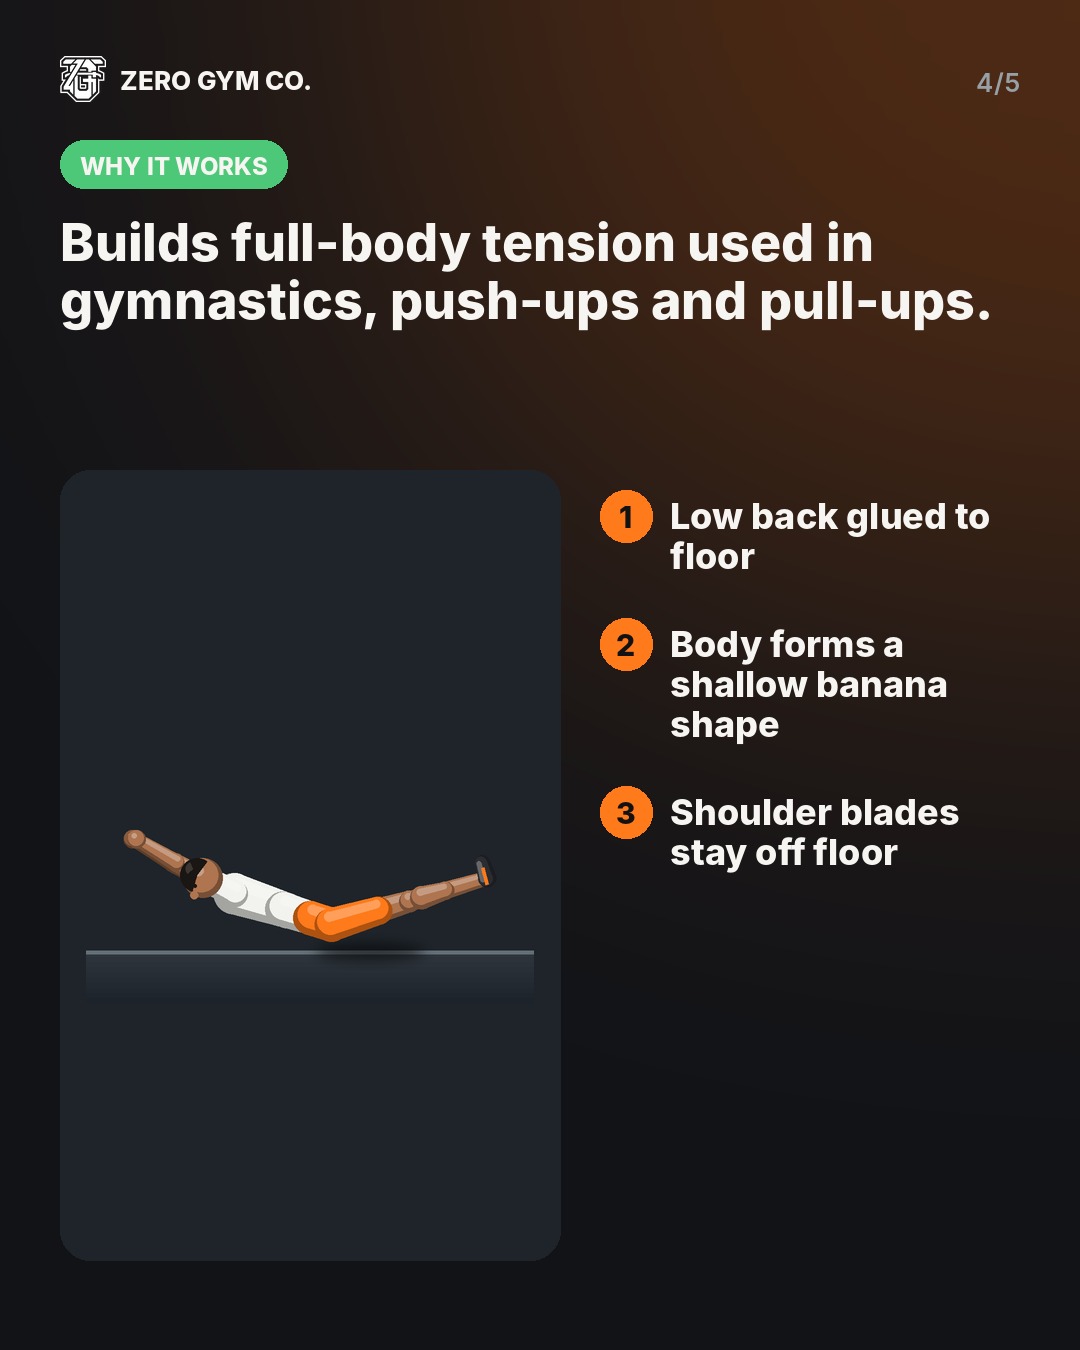 ZERO GYM CO.
4/5
WHY IT WORKS
Builds full-body tension used in
gymnastics, push-ups and pull-ups.
1 Low back glued to
floor
2 Body forms a
shallow banana
shape
3 Shoulder blades
stay off floor